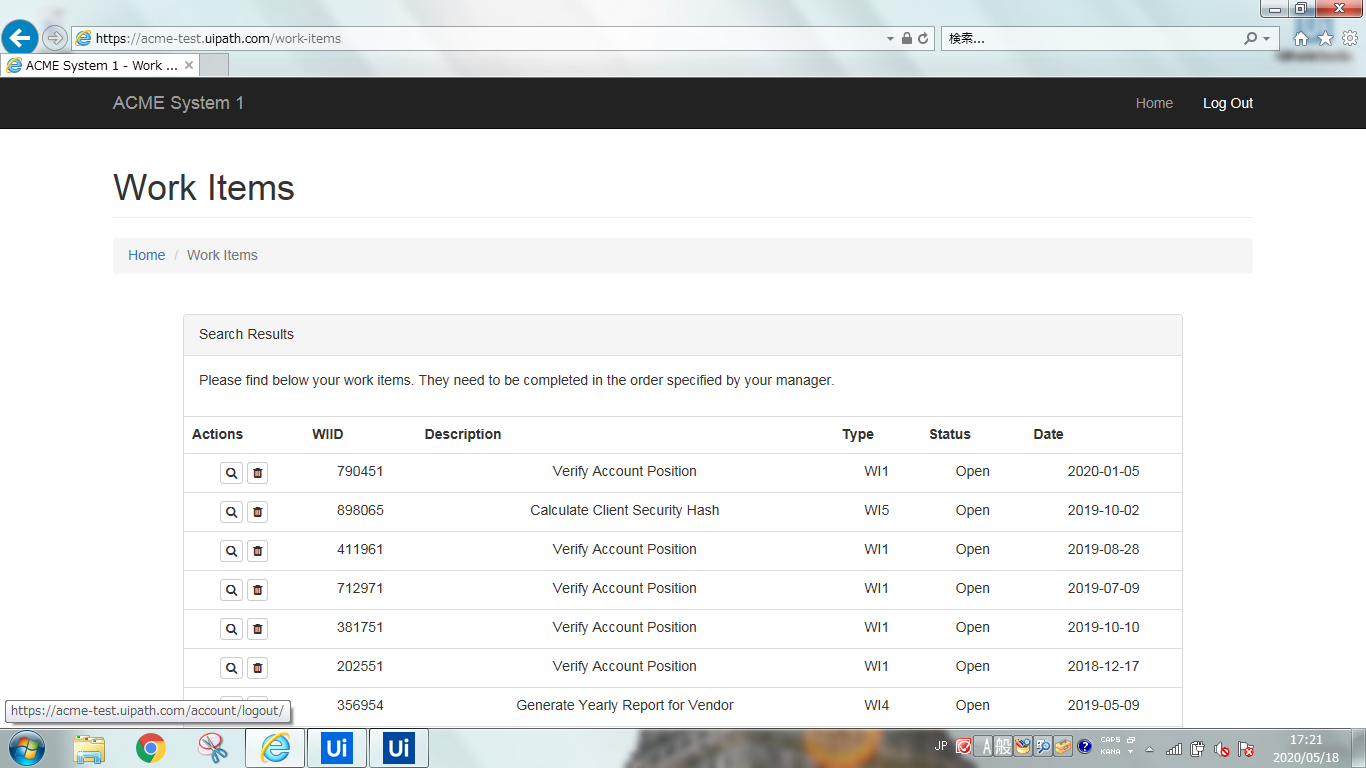 https://acme-test.uipath.com/work-items
検索...
ACME System 1 - Work ...
ACME System 1
Home
Log Out
Work Items
Home / Work Items
Search Results
Please find below your work items. They need to be completed in the order specified by your manager.
Actions WIID Description Type Status Date
790451 Verify Account Position WI1 Open 2020-01-05
898065 Calculate Client Security Hash WI5 Open 2019-10-02
411961 Verify Account Position WI1 Open 2019-08-28
712971 Verify Account Position WI1 Open 2019-07-09
381751 Verify Account Position WI1 Open 2019-10-10
202551 Verify Account Position WI1 Open 2018-12-17
356954 Generate Yearly Report for Vendor WI4 Open 2019-05-09
https://acme-test.uipath.com/account/logout/
Ui Ui
JP A 般 CAPS
KANA
17:21
2020/05/18